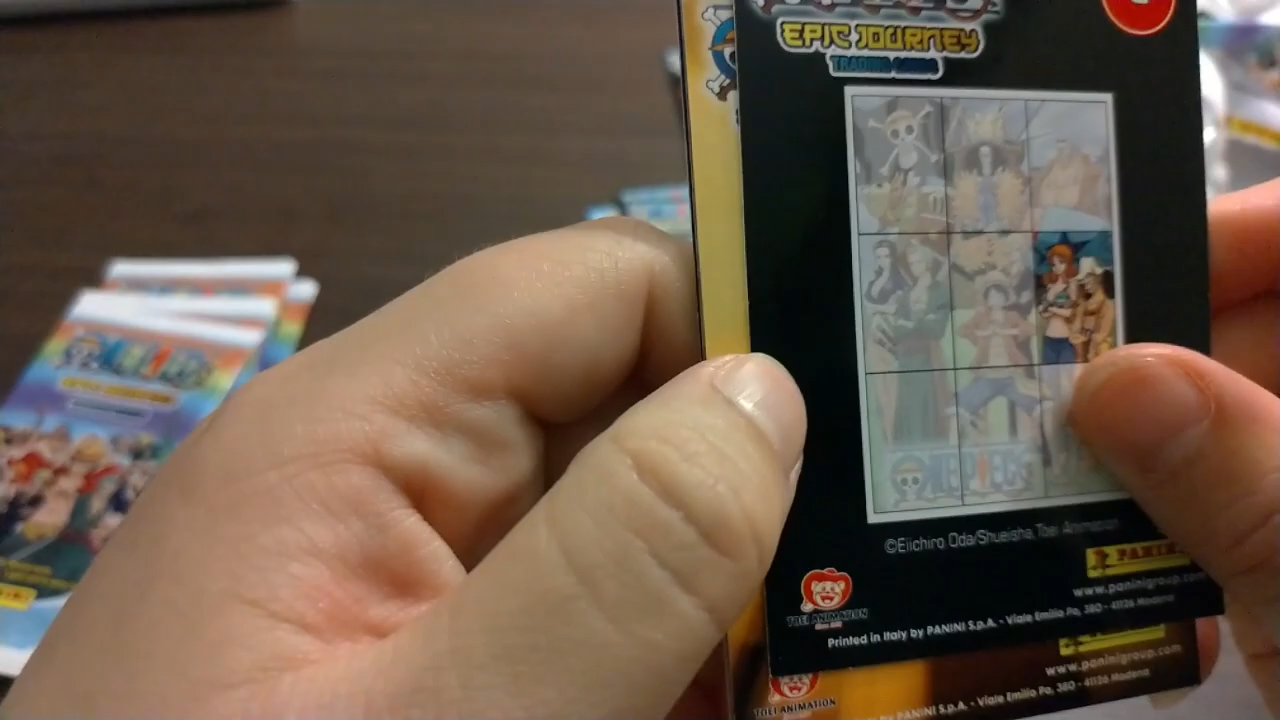 EPIC JOURNEY
TRADING CARDS
ONE PIECE
©Eiichiro Oda/Shueisha, Toei Animation
PANINI
www.paninigroup.com
TOEI ANIMATION
Printed in Italy by PANINI S.p.A. - Viale Emilio Po, 380 - 41126 Modena
www.paninigroup.com
TOEI ANIMATION
PANINI S.p.A. - Viale Emilio Po, 380 - 41126 Modena
ONE PIECE